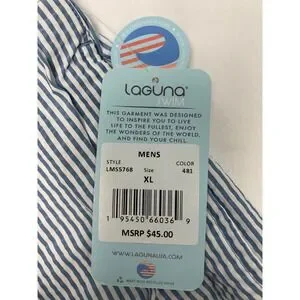 Laguna
SWIM
THIS GARMENT WAS DESIGNED
TO INSPIRE YOU TO LIVE
LIFE TO THE FULLEST, ENJOY
THE WONDERS OF THE WORLD,
AND FIND YOUR CHILL.
MENS
STYLE Size COLOR
LMSS768 XL 481
1 95450 66036 9
MSRP $45.00